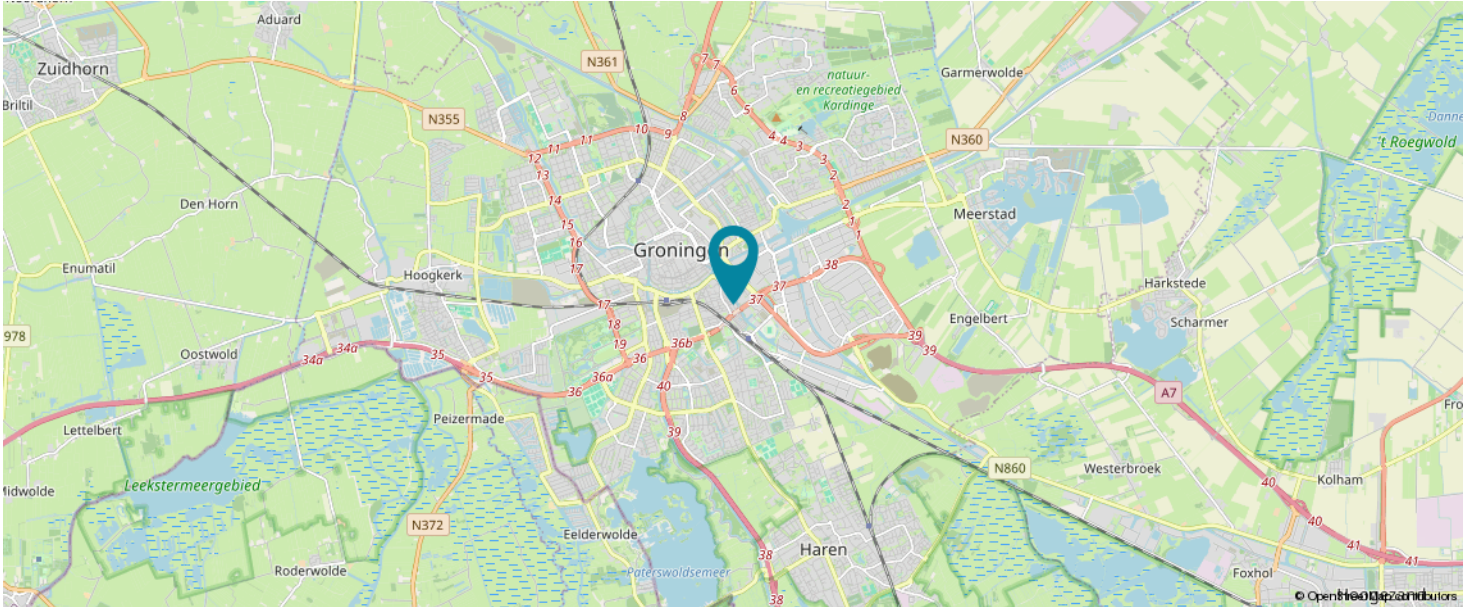 Aduard
Zuidhorn
Briltil
N361
7
7
6
5
natuur-
en recreatiegebied
Kardinge
Garmerwolde
N355
8
9
10
11
11
12
13
14
15
16
17
17
18
19
4
4
3
3
2
2
1
1
N360
't Roegwold
Den Horn
Meerstad
Groningen
Enumatil
Hoogkerk
38
37
37
Harkstede
Engelbert
Scharmer
978
Oostwold
34a
34a
35
35
36
36a
36
36b
40
39
39
39
A7
Lettelbert
Peizermade
Midwolde
Leekstermeergebied
N860
Westerbroek
Kolham
40
40
41
41
N372
Eelderwolde
Haren
38
38
Paterswoldsemeer
Roderwolde
Foxhol
Hoogezand
© OpenStreetMap contributors